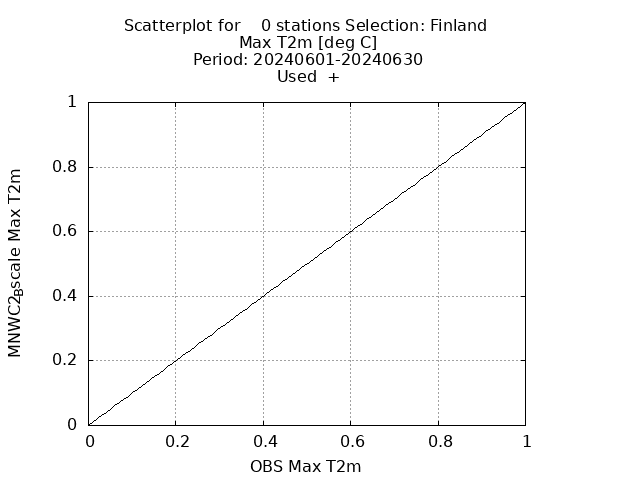 Scatterplot for    0 stations Selection: Finland
Max T2m [deg C]
Period: 20240601-20240630
Used +
1
0.8
0.6
0.4
0.2
0
MNWC2Bscale Max T2m
0 0.2 0.4 0.6 0.8 1
OBS Max T2m